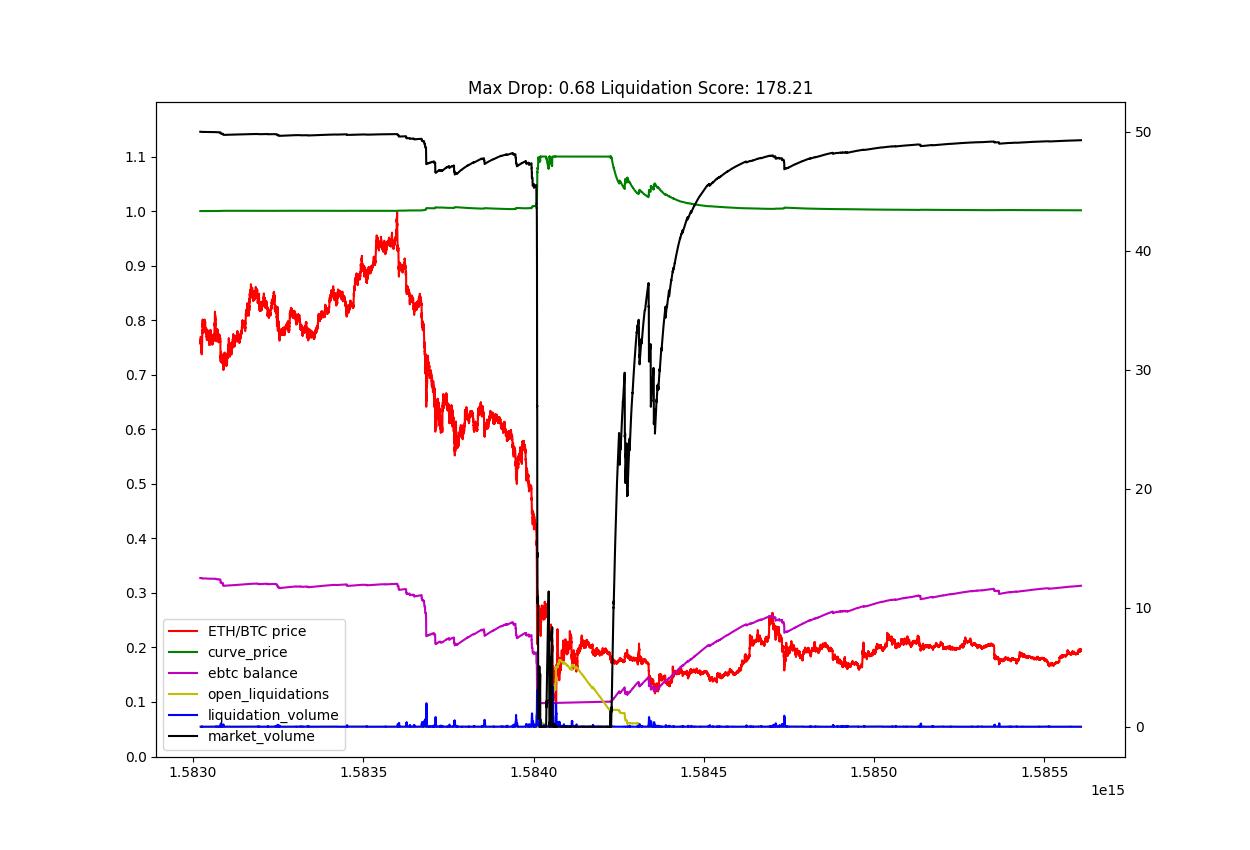 Max Drop: 0.68 Liquidation Score: 178.21
1.1
1.0
0.9
0.8
0.7
0.6
0.5
0.4
0.3
0.2
0.1
0.0
50
40
30
20
10
0
ETH/BTC price
curve_price
ebtc balance
open_liquidations
liquidation_volume
market_volume
1.5830 1.5835 1.5840 1.5845 1.5850 1.5855
1e15